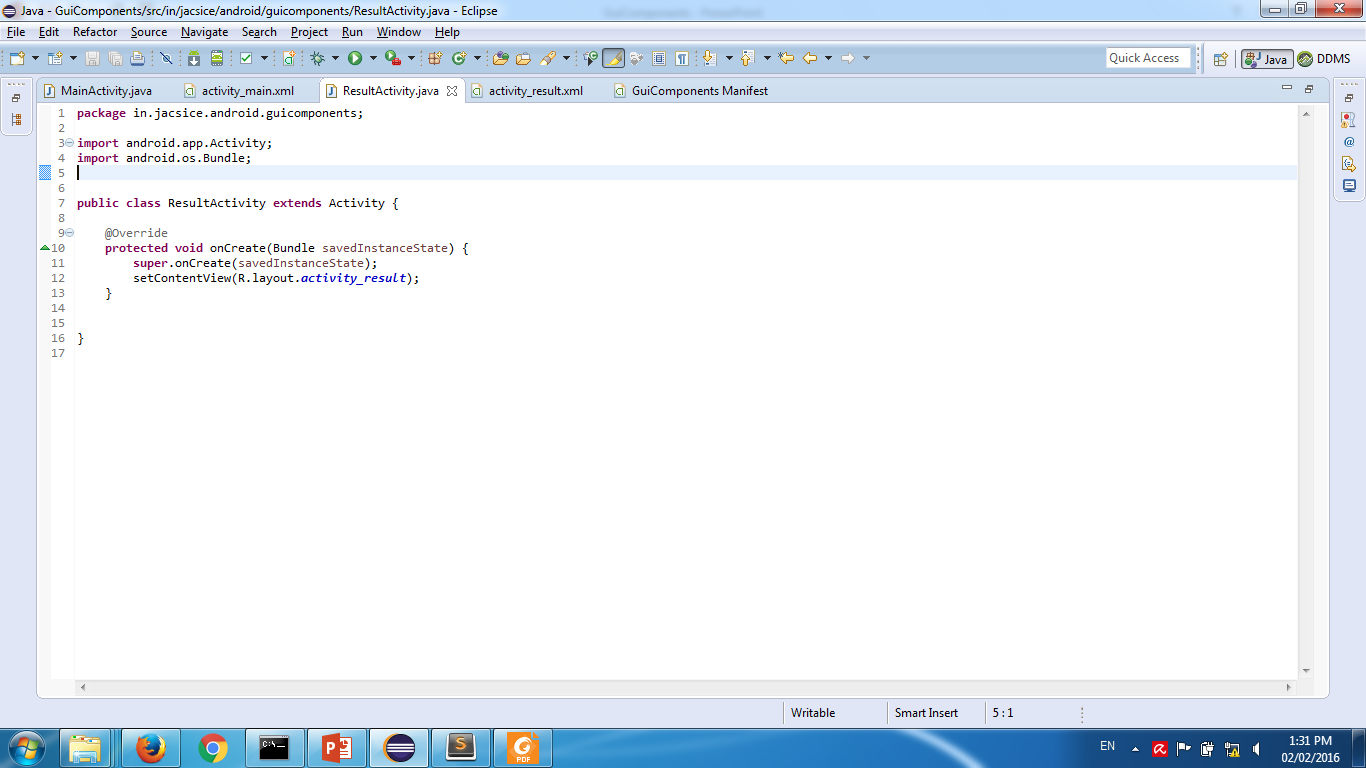 Java - GuiComponents/src/in/jacsice/android/guicomponents/ResultActivity.java - Eclipse
File Edit Refactor Source Navigate Search Project Run Window Help
Quick Access Java DDMS
MainActivity.java activity_main.xml ResultActivity.java activity_result.xml GuiComponents Manifest
1 package in.jacsice.android.guicomponents;
2
3 import android.app.Activity;
4 import android.os.Bundle;
5
6
7 public class ResultActivity extends Activity {
8
9 @Override
10 protected void onCreate(Bundle savedInstanceState) {
11 super.onCreate(savedInstanceState);
12 setContentView(R.layout.activity_result);
13 }
14
15
16 }
17
Writable Smart Insert 5 : 1
C:\. P S PDF EN 1:31 PM
02/02/2016